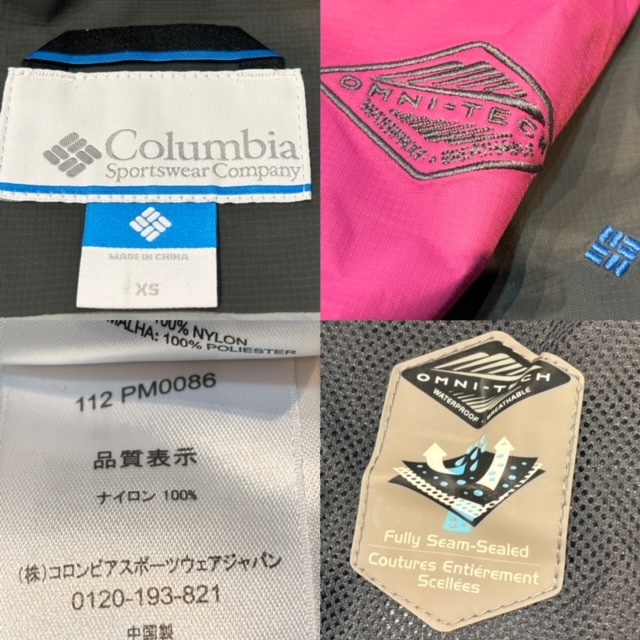 Columbia
Sportswear Company
MADE IN CHINA
XS
OMNI-TECH
WATERPROOF • BREATHABLE
100% NYLON
MALHA: 100% POLIESTER
112 PM0086
品質表示
ナイロン 100%
(株)コロンビアスポーツウェアジャパン
0120-193-821
中国製
OMNI-TECH
WATERPROOF • BREATHABLE
Fully Seam-Sealed
Coutures Entiérement
Scellées